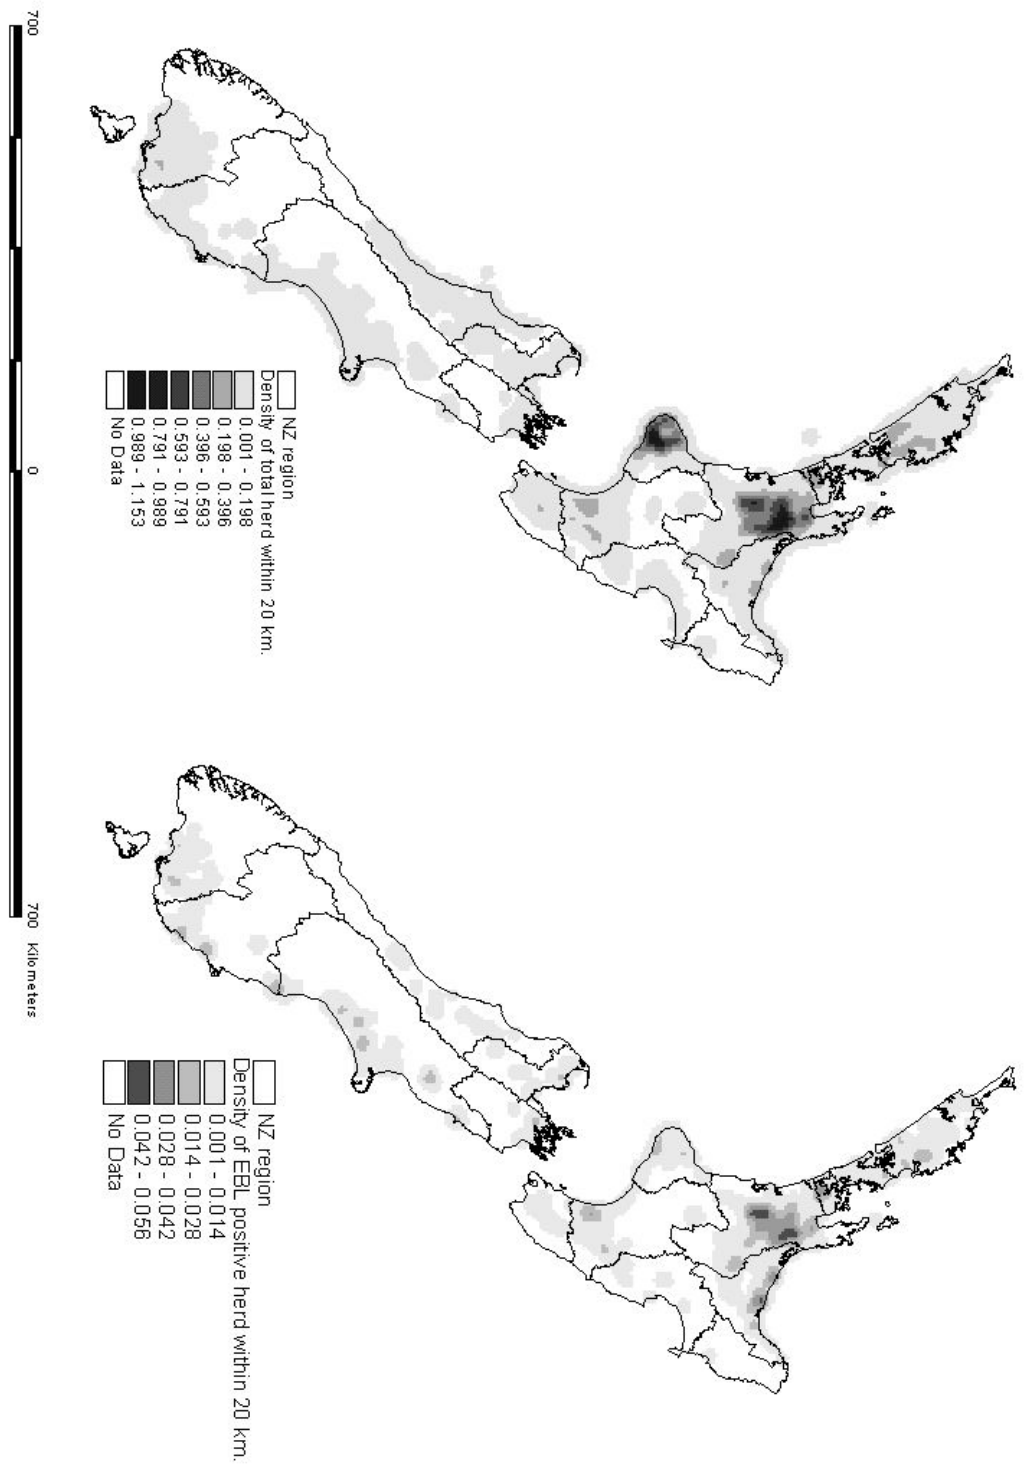 NZ region
Density of total herd within 20 km.
0.001 - 0.198
0.198 - 0.396
0.396 - 0.593
0.593 - 0.791
0.791 - 0.989
0.989 - 1.153
No Data
NZ region
Density of EBL positive herd within 20 km.
0.001 - 0.014
0.014 - 0.028
0.028 - 0.042
0.042 - 0.056
No Data
700 0 700 Kilometers